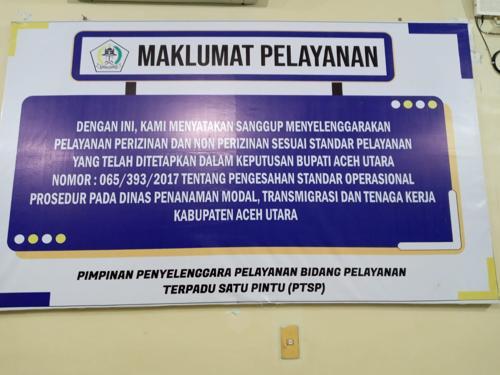 MAKLUMAT PELAYANAN
DENGAN INI, KAMI MENYATAKAN SANGGUP MENYELENGGARAKAN
PELAYANAN PERIZINAN DAN NON PERIZINAN SESUAI STANDAR PELAYANAN
YANG TELAH DITETAPKAN DALAM KEPUTUSAN BUPATI ACEH UTARA
NOMOR : 065/393/2017 TENTANG PENGESAHAN STANDAR OPERASIONAL
PROSEDUR PADA DINAS PENANAMAN MODAL, TRANSMIGRASI DAN TENAGA KERJA
KABUPATEN ACEH UTARA
PIMPINAN PENYELENGGARA PELAYANAN BIDANG PELAYANAN
TERPADU SATU PINTU (PTSP)